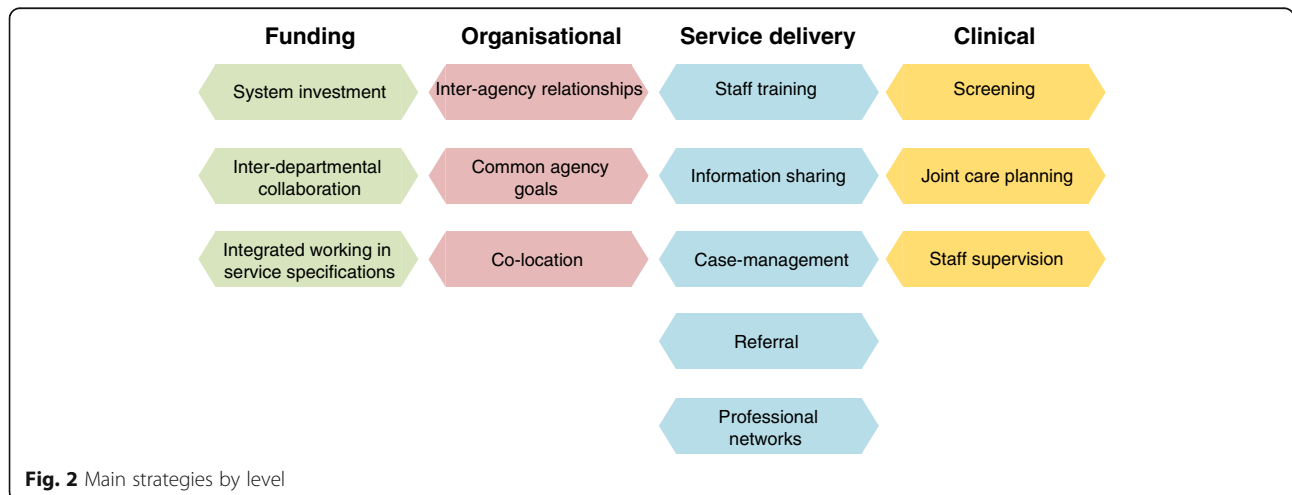 Funding
Organisational
Service delivery
Clinical
System investment
Inter-agency relationships
Staff training
Screening
Inter-departmental
collaboration
Common agency
goals
Information sharing
Joint care planning
Integrated working in
service specifications
Co-location
Case-management
Staff supervision
Referral
Professional
networks
Fig. 2 Main strategies by level